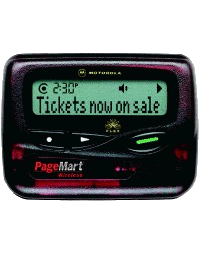 MOTOROLA
2:30P
Tickets now on sale
FLEX
PageMart
Wireless